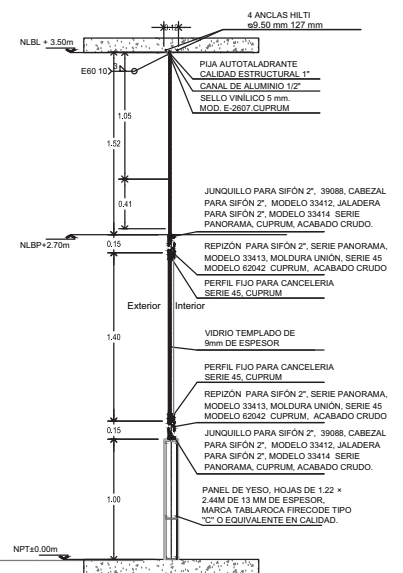 4 ANCLAS HILTI
ø9.50 mm 127 mm
0.12
NLBL + 3.50m
PIJA AUTOTALADRANTE
CALIDAD ESTRUCTURAL 1"
E60 10
3
CANAL DE ALUMINIO 1/2"
SELLO VINÍLICO 5 mm.
MOD. E-2607.CUPRUM
1.05
1.52
0.41
JUNQUILLO PARA SIFÓN 2", 39088, CABEZAL
PARA SIFÓN 2", MODELO 33412, JALADERA
PARA SIFÓN 2", MODELO 33414 SERIE
PANORAMA, CUPRUM, ACABADO CRUDO.
NLBP+2.70m
0.15
REPIZÓN PARA SIFÓN 2", SERIE PANORAMA,
MODELO 33413, MOLDURA UNIÓN, SERIE 45
MODELO 62042 CUPRUM, ACABADO CRUDO
PERFIL FIJO PARA CANCELERIA
SERIE 45, CUPRUM
Exterior Interior
1.40
VIDRIO TEMPLADO DE
9mm DE ESPESOR
PERFIL FIJO PARA CANCELERIA
SERIE 45, CUPRUM
REPIZÓN PARA SIFÓN 2", SERIE PANORAMA,
MODELO 33413, MOLDURA UNIÓN, SERIE 45
MODELO 62042 CUPRUM, ACABADO CRUDO
0.15
JUNQUILLO PARA SIFÓN 2", 39088, CABEZAL
PARA SIFÓN 2", MODELO 33412, JALADERA
PARA SIFÓN 2", MODELO 33414 SERIE
PANORAMA, CUPRUM, ACABADO CRUDO.
1.00
PANEL DE YESO, HOJAS DE 1.22 ×
2.44M DE 13 MM DE ESPESOR,
MARCA TABLAROCA FIRECODE TIPO
"C" O EQUIVALENTE EN CALIDAD.
NPT±0.00m